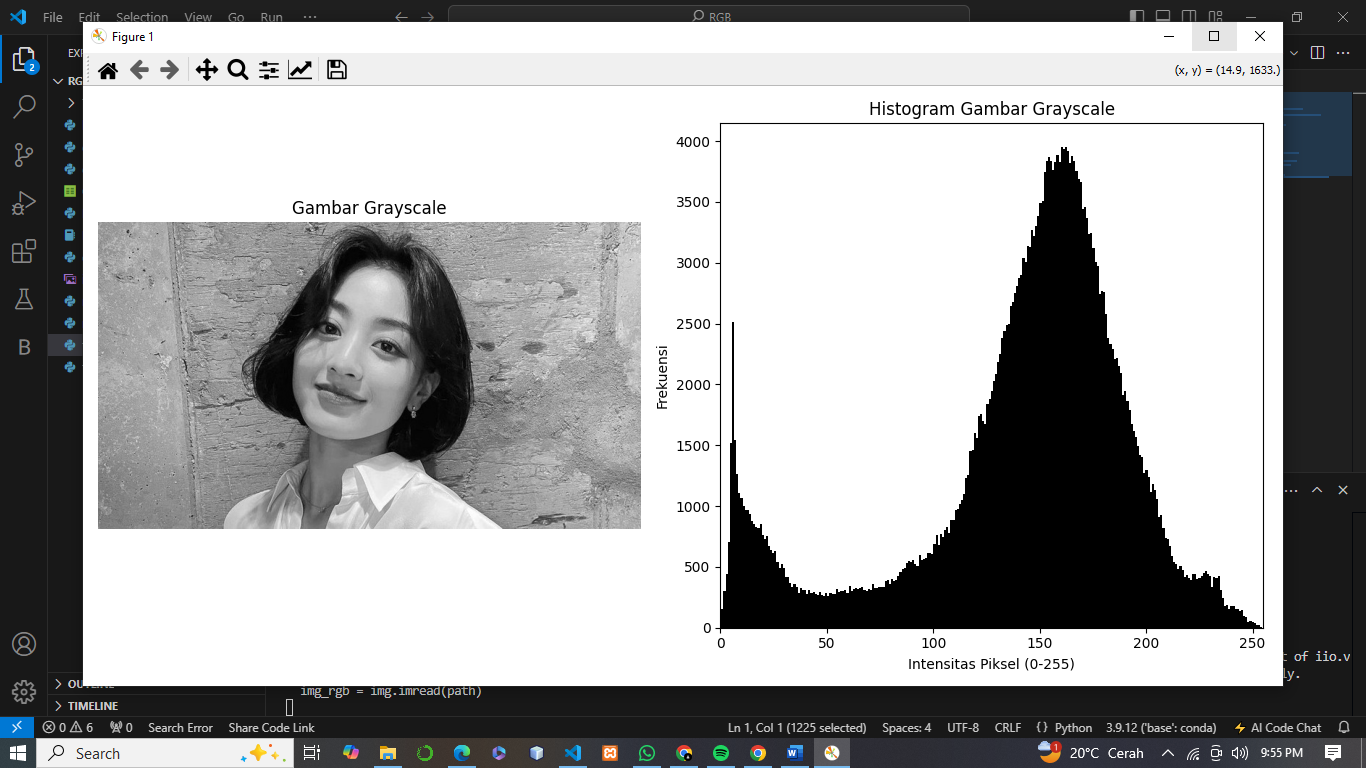 File Edit Selection View Go Run ··· RGB
Figure 1
(x, y) = (14.9, 1633.)
2
Histogram Gambar Grayscale
Gambar Grayscale
4000
3500
3000
2500
2000
1500
1000
500
0
Frekuensi
0 50 100 150 200 250
Intensitas Piksel (0-255)
B
t of iio.v
ly.
img_rgb = img.imread(path)
TIMELINE
0 6 0 Search Error Share Code Link Ln 1, Col 1 (1225 selected) Spaces: 4 UTF-8 CRLF {} Python 3.9.12 ('base': conda) AI Code Chat
Search 1 20°C Cerah 9:55 PM